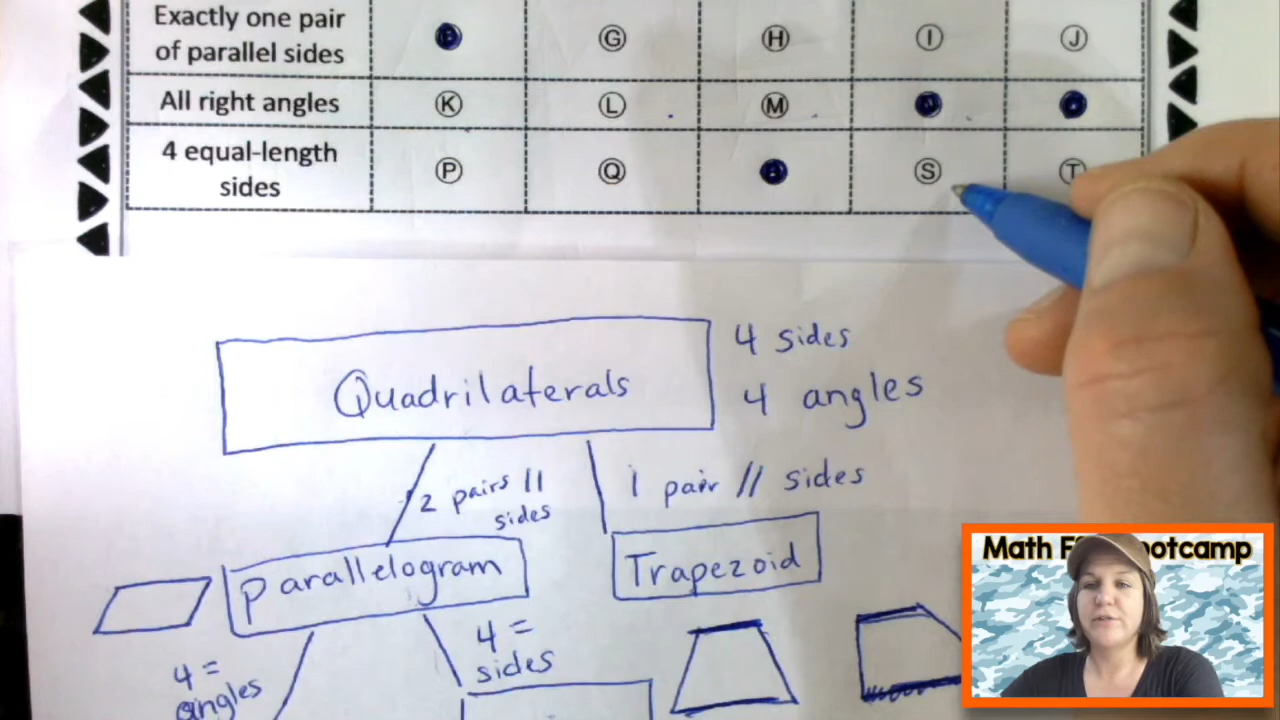 Exactly one pair
of parallel sides
G H I J
All right angles K L M
4 equal-length
sides
P Q S T
Quadrilaterals
4 sides
4 angles
2 pairs //
sides
1 pair // sides
Parallelogram
Trapezoid
4 =
angles
4 =
sides